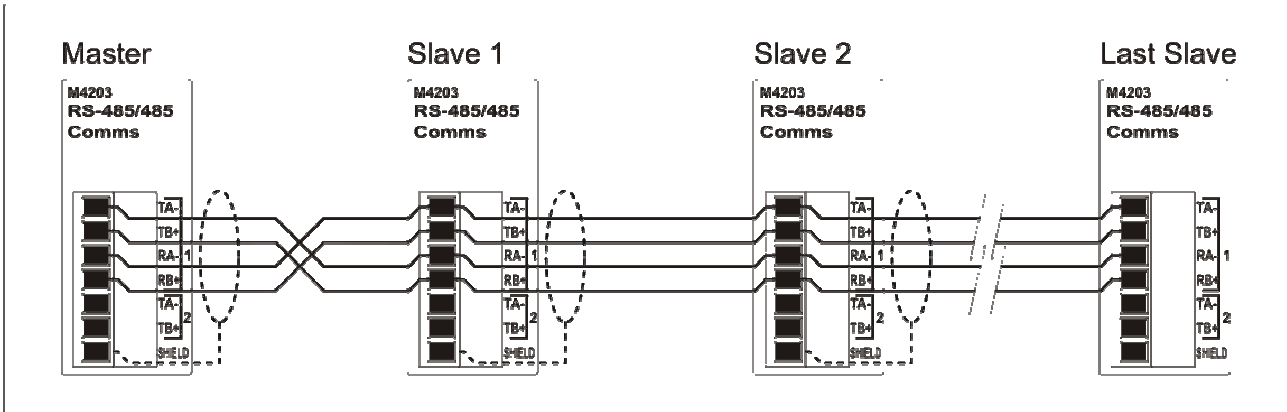 Master
M4203
RS-485/485
Comms
TA-
TB+
RA-
RB+
1
TA-
TB+
2
SHIELD
Slave 1
M4203
RS-485/485
Comms
TA-
TB+
RA-
RB+
1
TA-
TB+
2
SHIELD
Slave 2
M4203
RS-485/485
Comms
TA-
TB+
RA-
RB+
1
TA-
TB+
2
SHIELD
Last Slave
M4203
RS-485/485
Comms
TA-
TB+
RA-
RB+
1
TA-
TB+
2
SHIELD